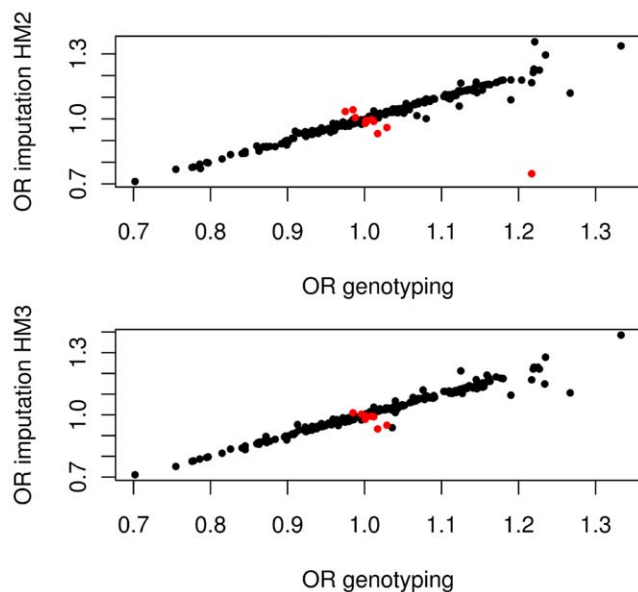 OR imputation HM2
1.3
1.0
0.7
0.7 0.8 0.9 1.0 1.1 1.2 1.3
OR genotyping
OR imputation HM3
1.3
1.0
0.7
0.7 0.8 0.9 1.0 1.1 1.2 1.3
OR genotyping